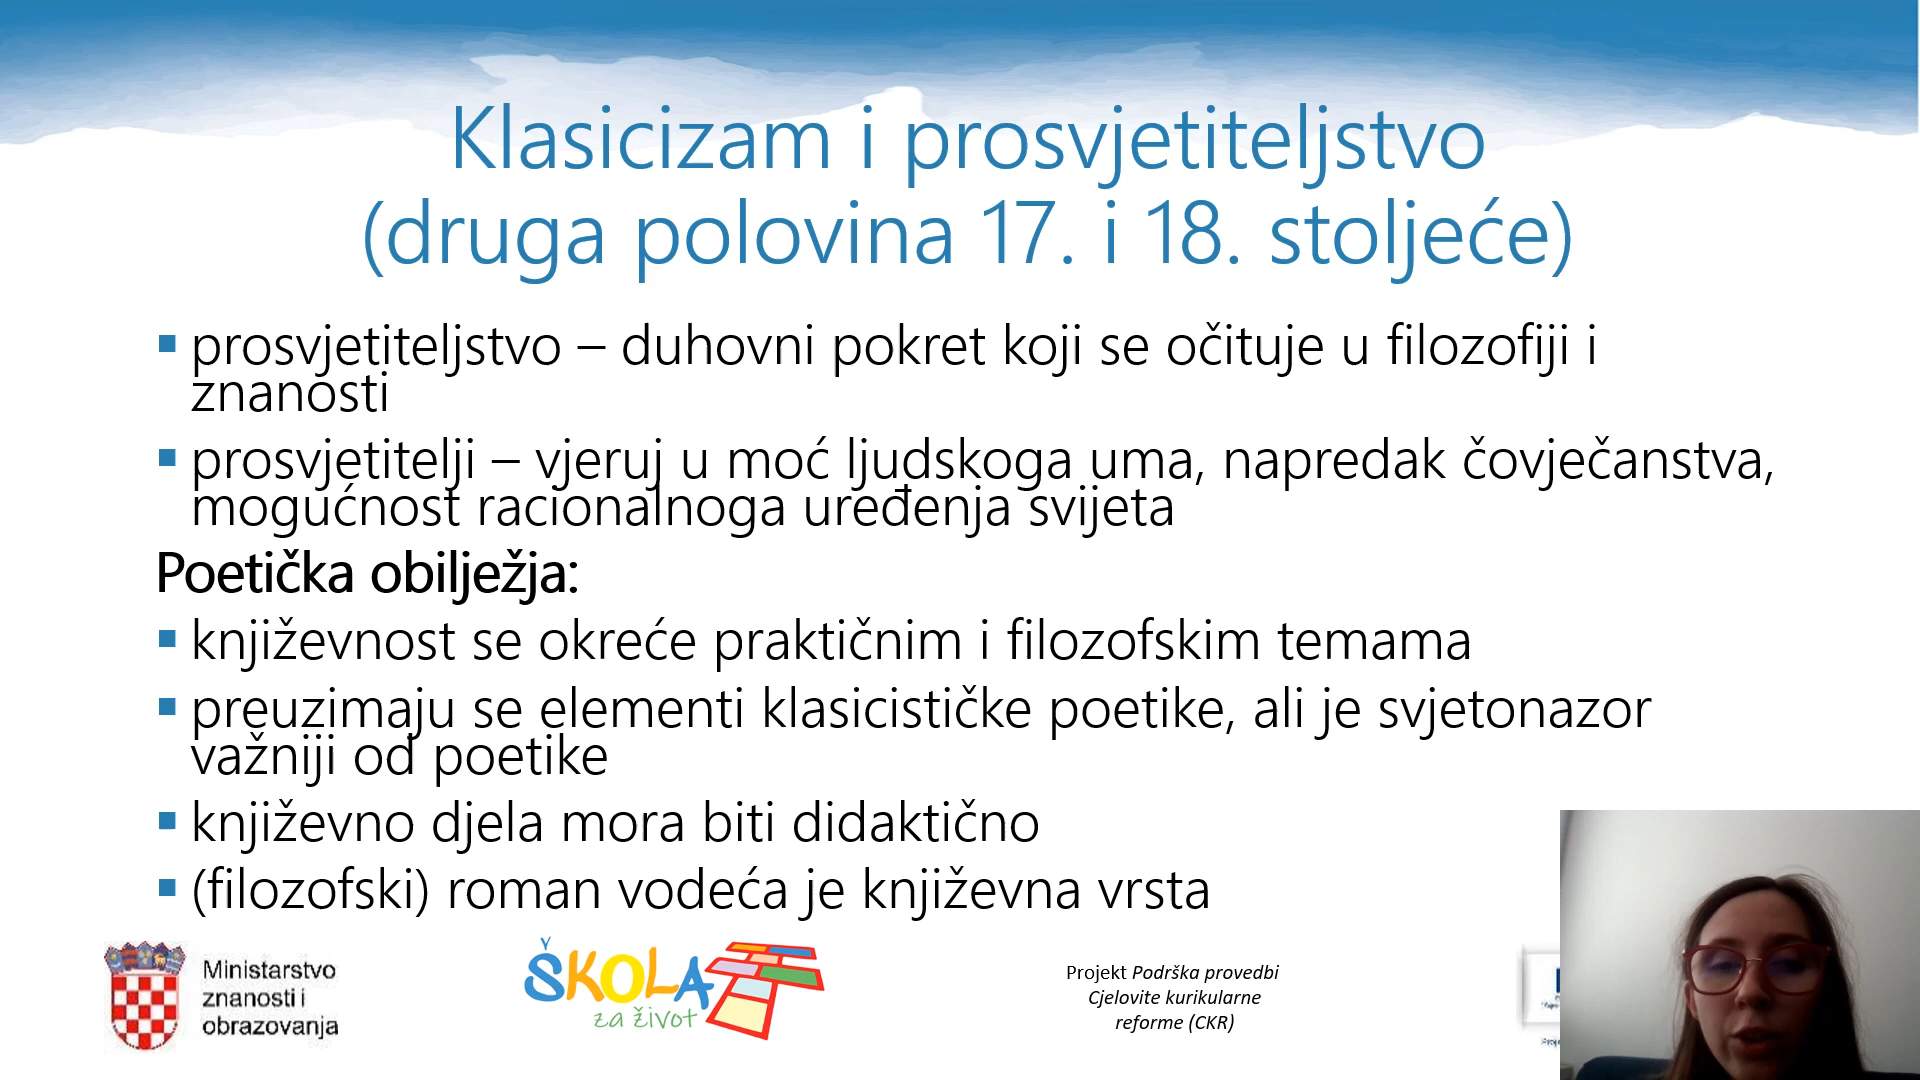 Klasicizam i prosvjetiteljstvo
(druga polovina 17. i 18. stoljeće)
prosvjetiteljstvo – duhovni pokret koji se očituje u filozofiji i
znanosti
prosvjetitelji – vjeruj u moć ljudskoga uma, napredak čovječanstva,
mogućnost racionalnoga uređenja svijeta
Poetička obilježja:
književnost se okreće praktičnim i filozofskim temama
preuzimaju se elementi klasicističke poetike, ali je svjetonazor
važniji od poetike
književno djela mora biti didaktično
(filozofski) roman vodeća je književna vrsta
Ministarstvo
znanosti i
obrazovanja
ŠKOLA
za život
Projekt Podrška provedbi
Cjelovite kurikularne
reforme (CKR)